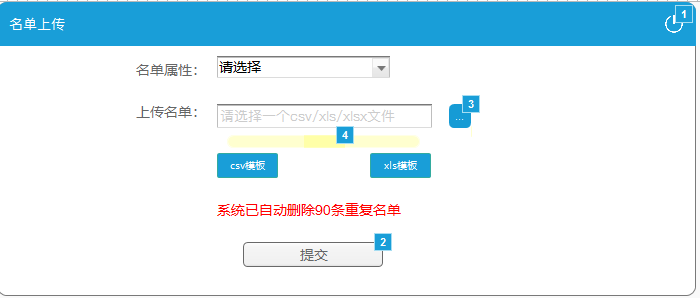 名单上传
1
名单属性：
请选择
上传名单：
请选择一个csv/xls/xlsx文件
...
3
4
csv模板
xls模板
系统已自动删除90条重复名单
提交
2